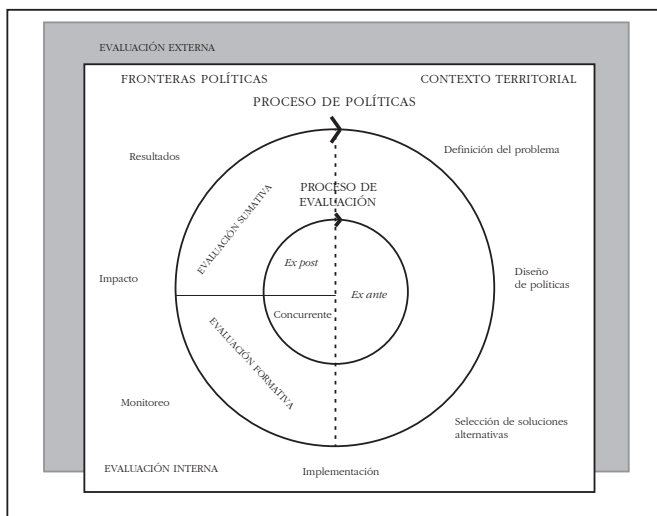 EVALUACIÓN EXTERNA
FRONTERAS POLÍTICAS
CONTEXTO TERRITORIAL
PROCESO DE POLÍTICAS
Resultados
Definición del problema
PROCESO DE
EVALUACIÓN
EVALUACIÓN SUMATIVA
Ex post
Impacto
Ex ante
Diseño
de políticas
Concurrente
EVALUACIÓN FORMATIVA
Monitoreo
Selección de soluciones
alternativas
EVALUACIÓN INTERNA
Implementación